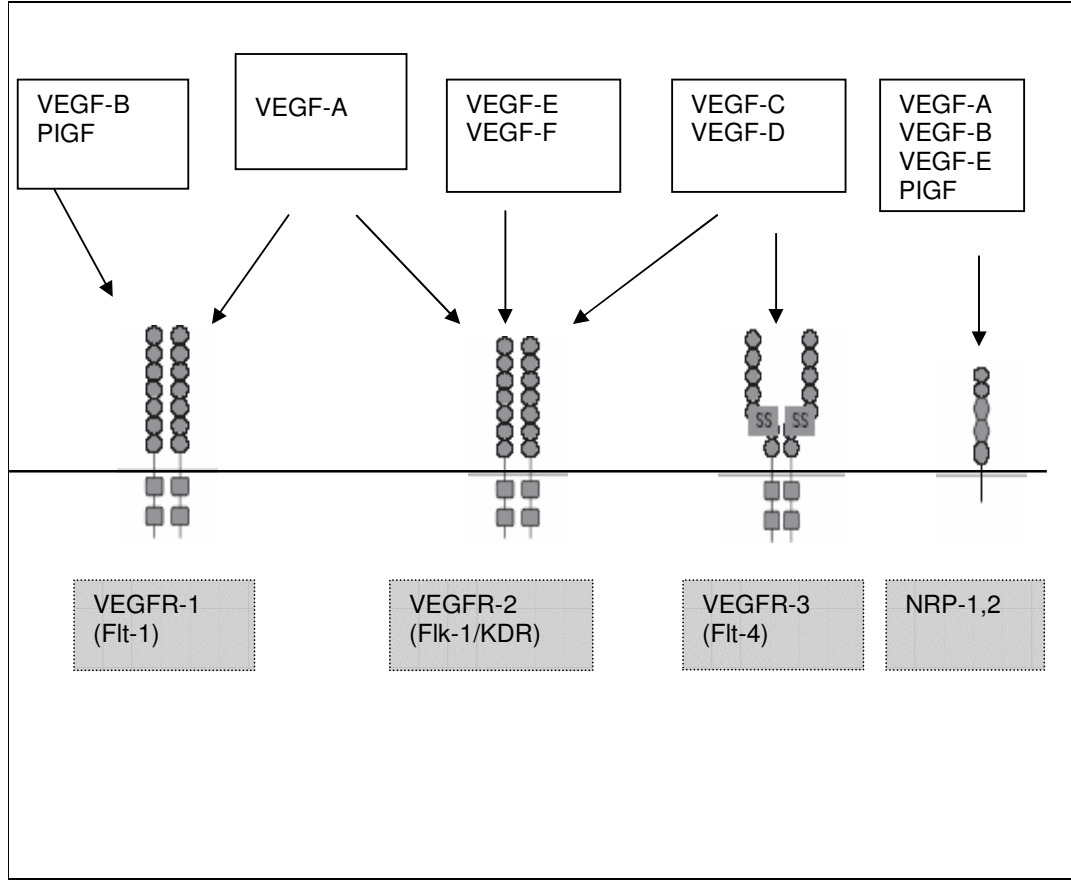 VEGF-B
PIGF
VEGF-A
VEGF-E
VEGF-F
VEGF-C
VEGF-D
VEGF-A
VEGF-B
VEGF-E
PIGF
SS SS
VEGFR-1
(Flt-1)
VEGFR-2
(Flk-1/KDR)
VEGFR-3
(Flt-4)
NRP-1,2